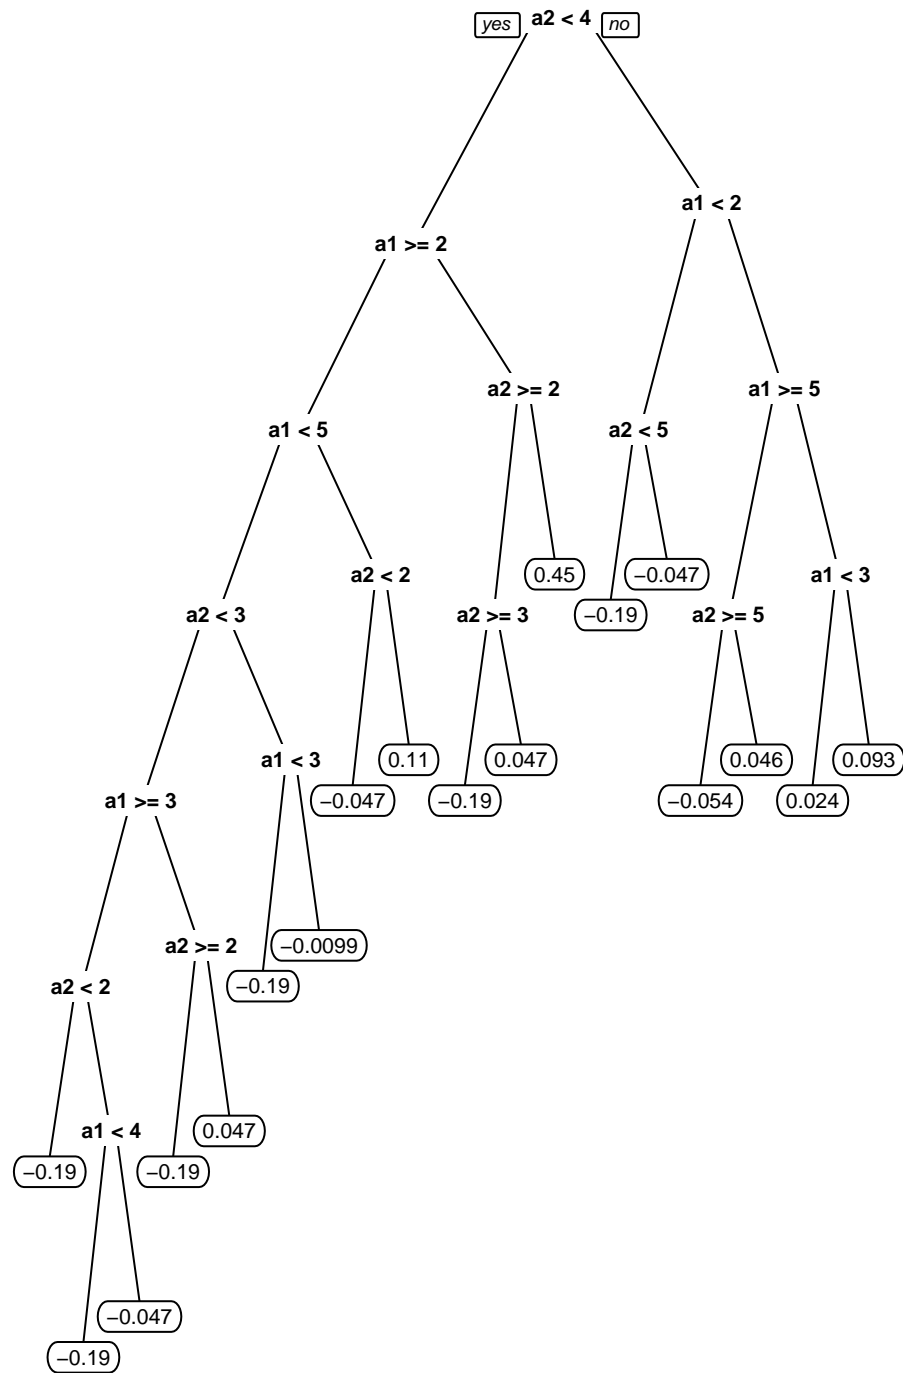 yes a2 < 4 no
a1 < 2
a1 >= 2
a2 >= 2 a1 >= 5
a1 < 5 a2 < 5
0.45 −0.047 a2 < 2 a1 < 3
−0.19 a2 < 3 a2 >= 3 a2 >= 5
a1 < 3 0.11 0.047 0.046 0.093
a1 >= 3 −0.047 −0.19 −0.054 0.024
a2 >= 2 −0.0099
a2 < 2 −0.19
a1 < 4 0.047
−0.19 −0.19
−0.047
−0.19